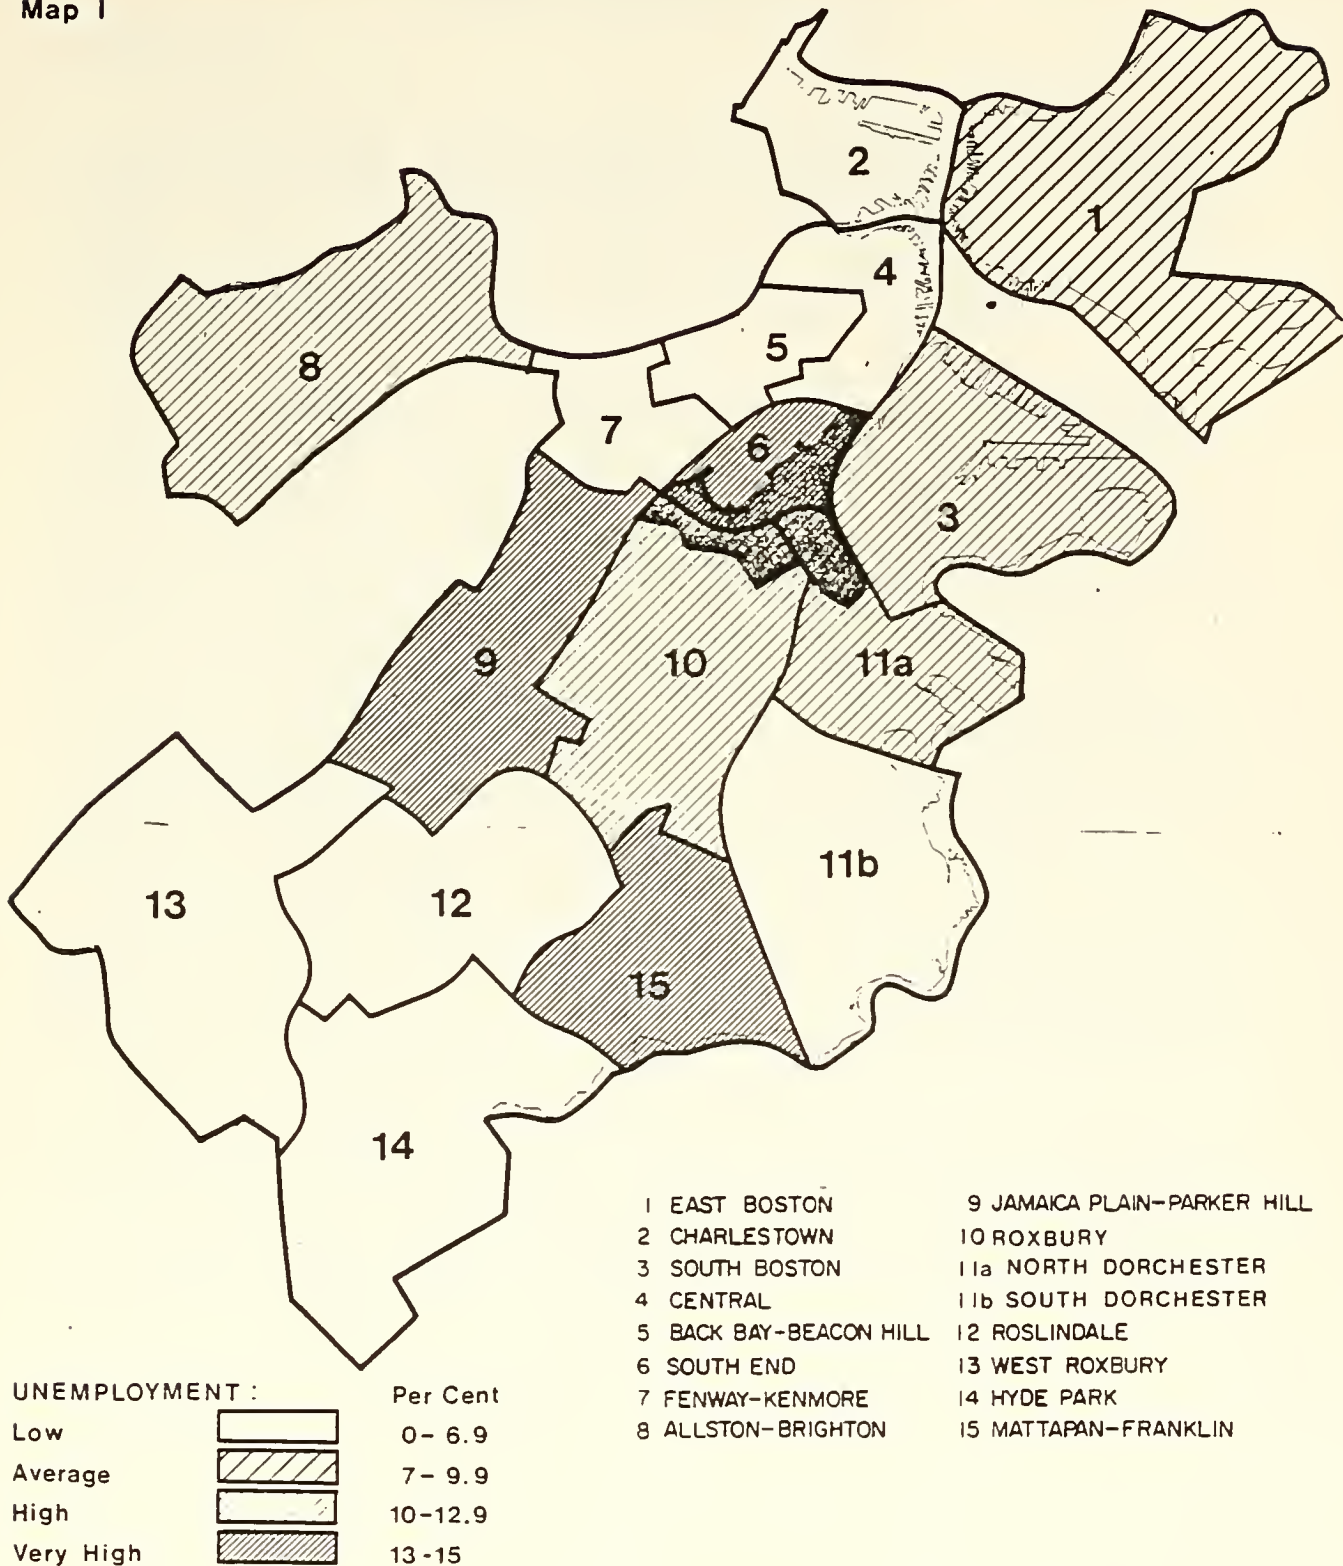 Map 1
2
1
4
8
5
7
6
3
9
10
11a
13
12
11b
15
14
1 EAST BOSTON
2 CHARLESTOWN
3 SOUTH BOSTON
4 CENTRAL
5 BACK BAY-BEACON HILL
6 SOUTH END
7 FENWAY-KENMORE
8 ALLSTON-BRIGHTON
9 JAMAICA PLAIN-PARKER HILL
10 ROXBURY
11a NORTH DORCHESTER
11b SOUTH DORCHESTER
12 ROSLINDALE
13 WEST ROXBURY
14 HYDE PARK
15 MATTAPAN-FRANKLIN
UNEMPLOYMENT: Per Cent
Low 0-6.9
Average 7-9.9
High 10-12.9
Very High 13-15